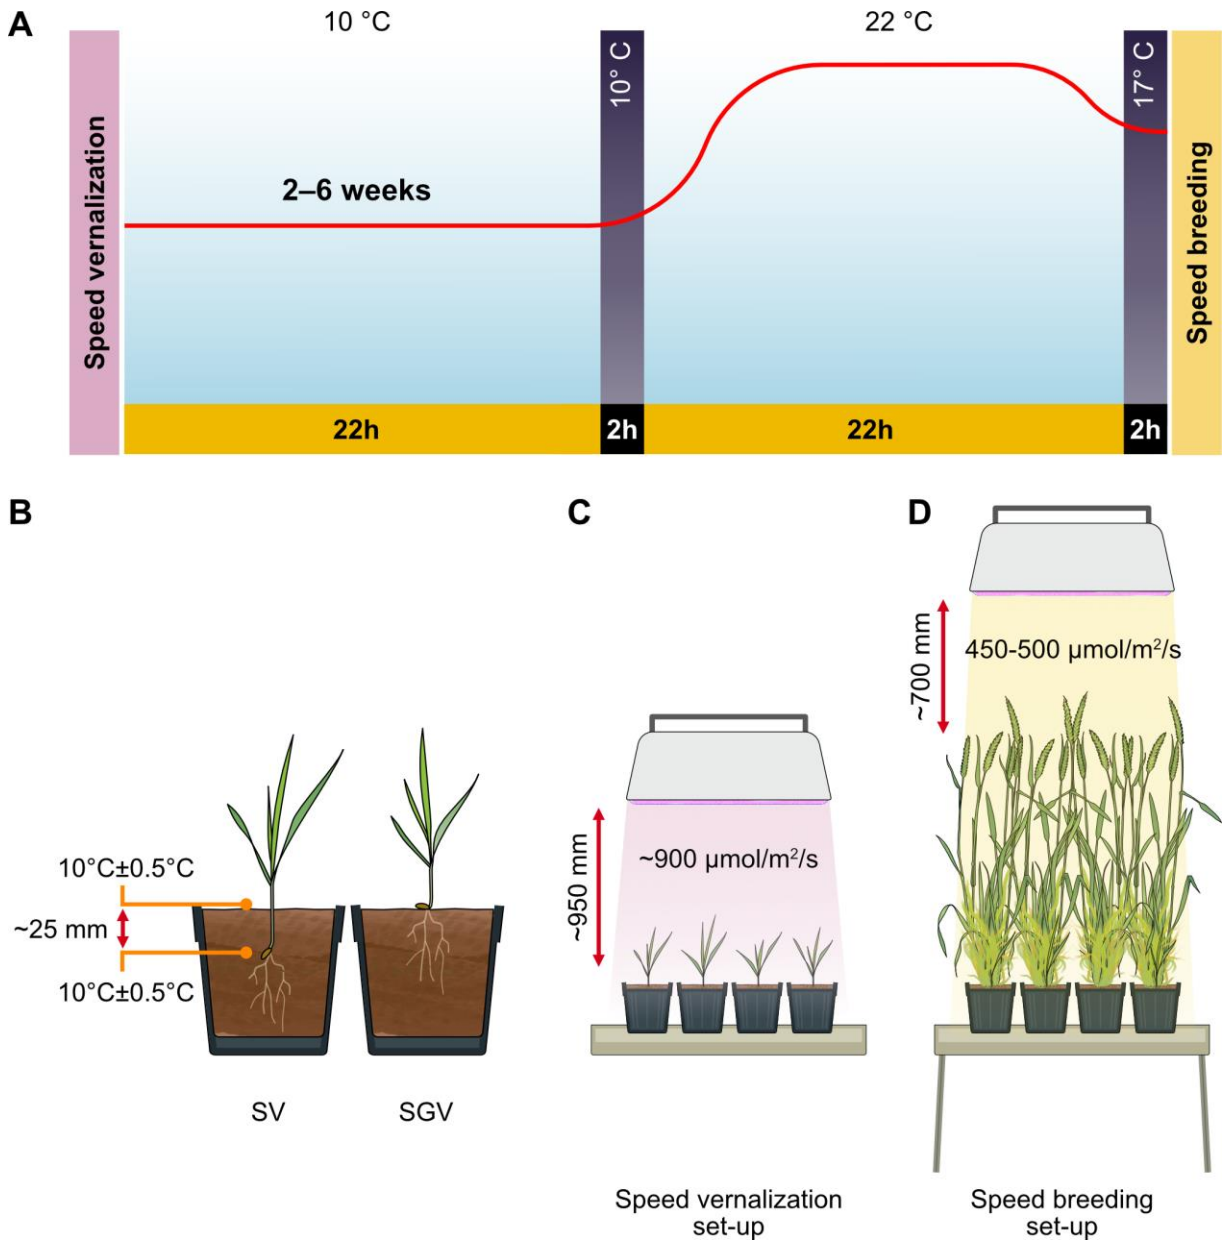 A
10 °C
22 °C
Speed vernalization
2–6 weeks
10° C
17° C
Speed breeding
22h
2h
22h
2h
B
10°C±0.5°C
~25 mm
10°C±0.5°C
SV
SGV
C
~950 mm
~900 µmol/m²/s
Speed vernalization
set-up
D
~700 mm
450-500 µmol/m²/s
Speed breeding
set-up